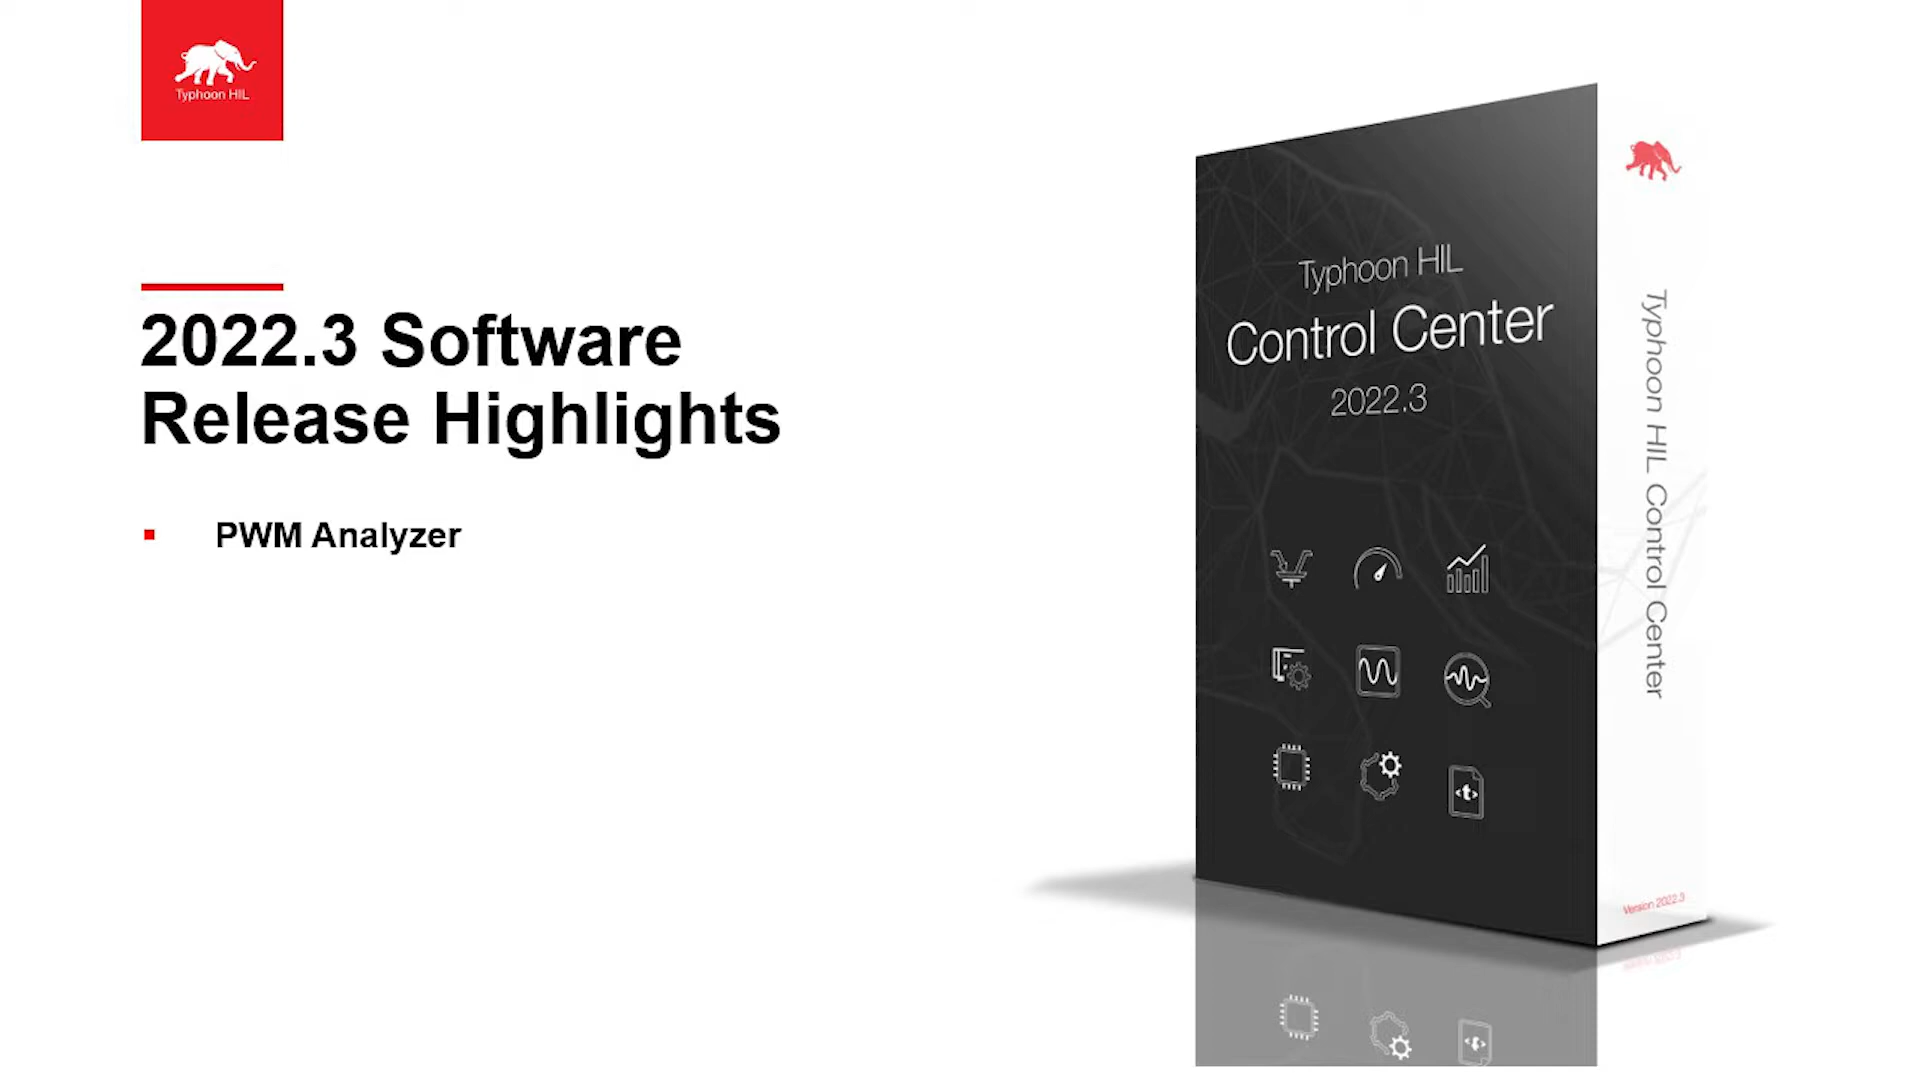 Typhoon HIL
2022.3 Software
Release Highlights
▪ PWM Analyzer
Typhoon HIL
Control Center
2022.3
<t>
Typhoon HIL Control Center
Version 2022.3